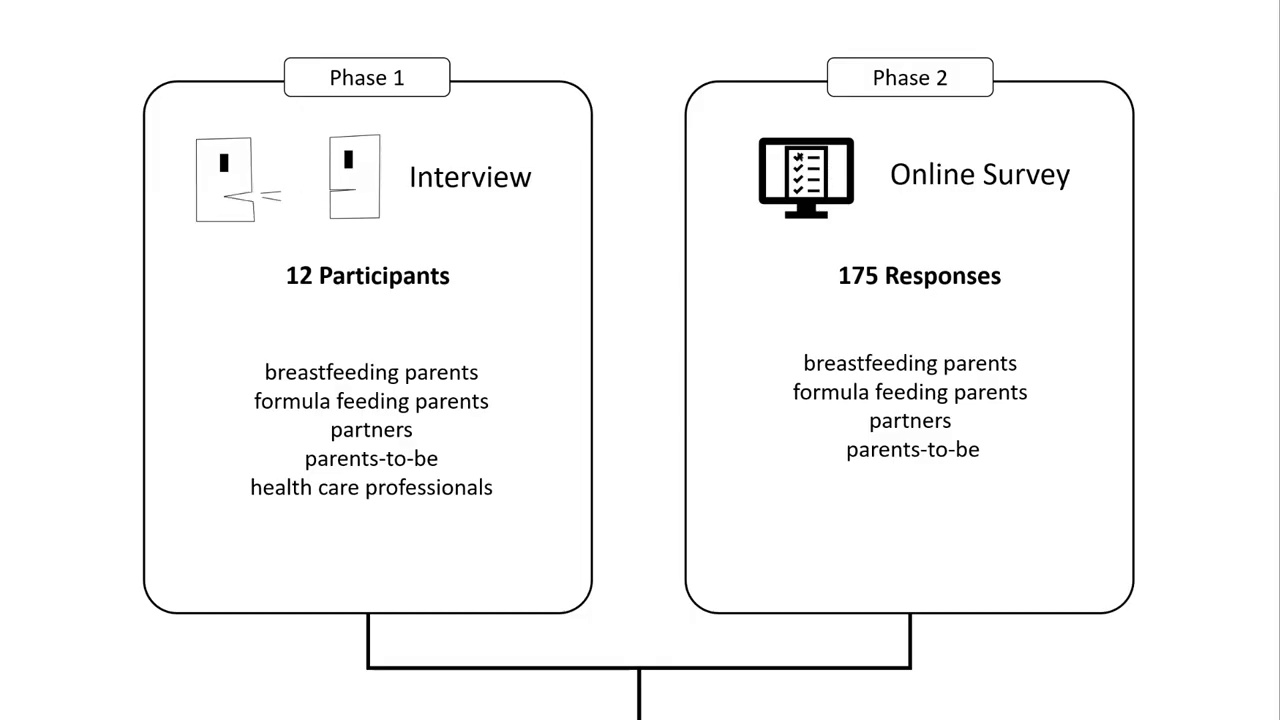 Phase 1
Interview
12 Participants
breastfeeding parents
formula feeding parents
partners
parents-to-be
health care professionals
Phase 2
Online Survey
175 Responses
breastfeeding parents
formula feeding parents
partners
parents-to-be